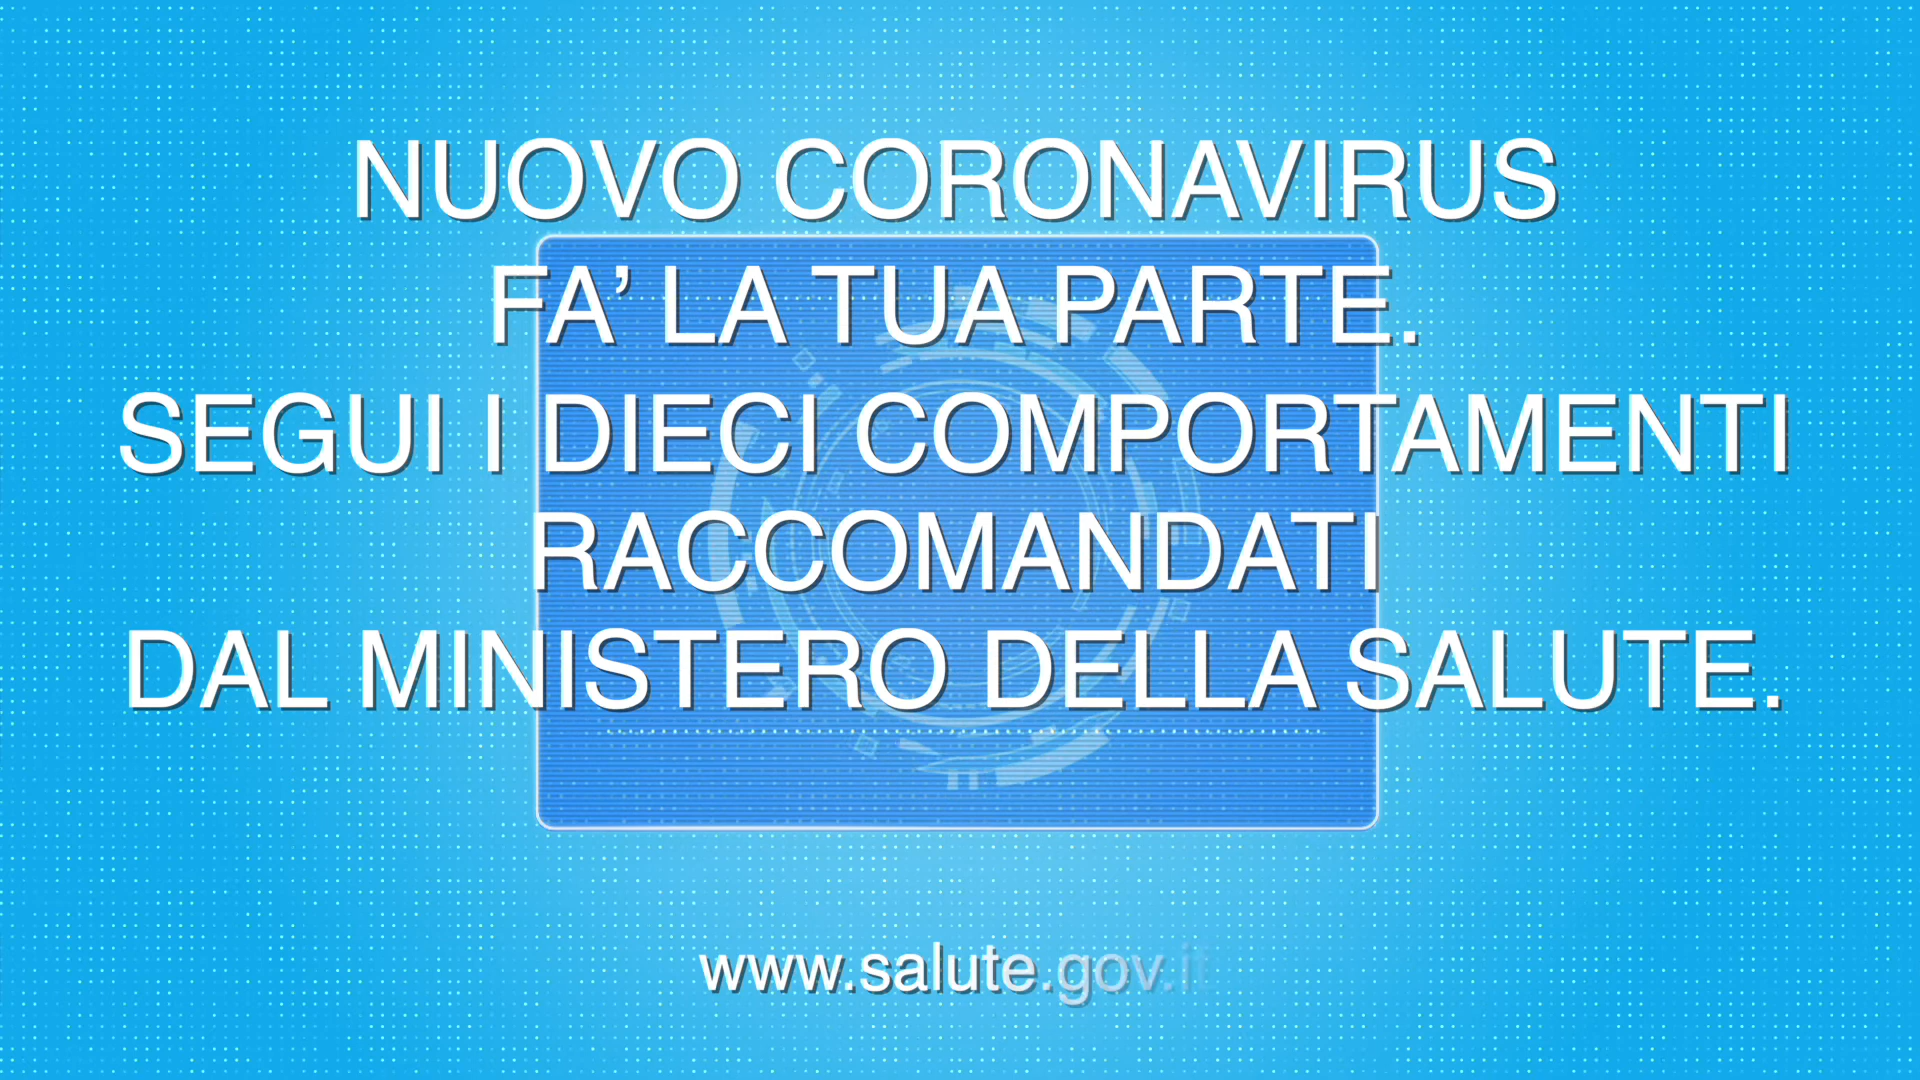 NUOVO CORONAVIRUS
FA’ LA TUA PARTE.
SEGUI I DIECI COMPORTAMENTI
RACCOMANDATI
DAL MINISTERO DELLA SALUTE.
www.salute.gov.it